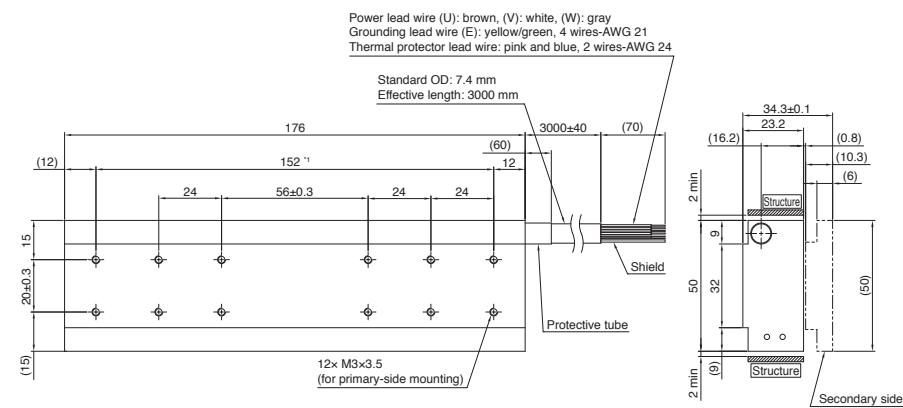 Power lead wire (U): brown, (V): white, (W): gray
Grounding lead wire (E): yellow/green, 4 wires-AWG 21
Thermal protector lead wire: pink and blue, 2 wires-AWG 24
Standard OD: 7.4 mm
Effective length: 3000 mm
176
3000±40
(70)
(60)
(12)
152 *1
12
24
56±0.3
24
24
15
20±0.3
(15)
Shield
Protective tube
12× M3×3.5
(for primary-side mounting)
34.3±0.1
23.2
(16.2)
(0.8)
(10.3)
(6)
2 min
Structure
9
50
32
(50)
(9)
2 min
Structure
Secondary side